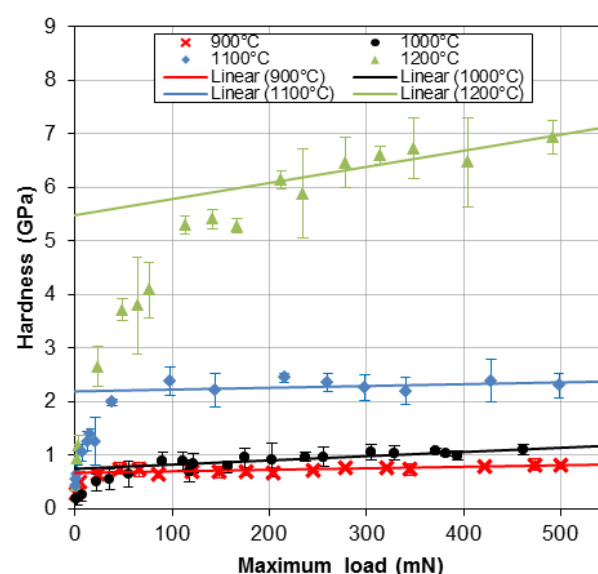 9
8
7
6
5
4
3
2
1
0
Hardness (GPa)
900°C 1000°C
1100°C 1200°C
Linear (900°C) Linear (1000°C)
Linear (1100°C) Linear (1200°C)
0 100 200 300 400 500
Maximum load (mN)